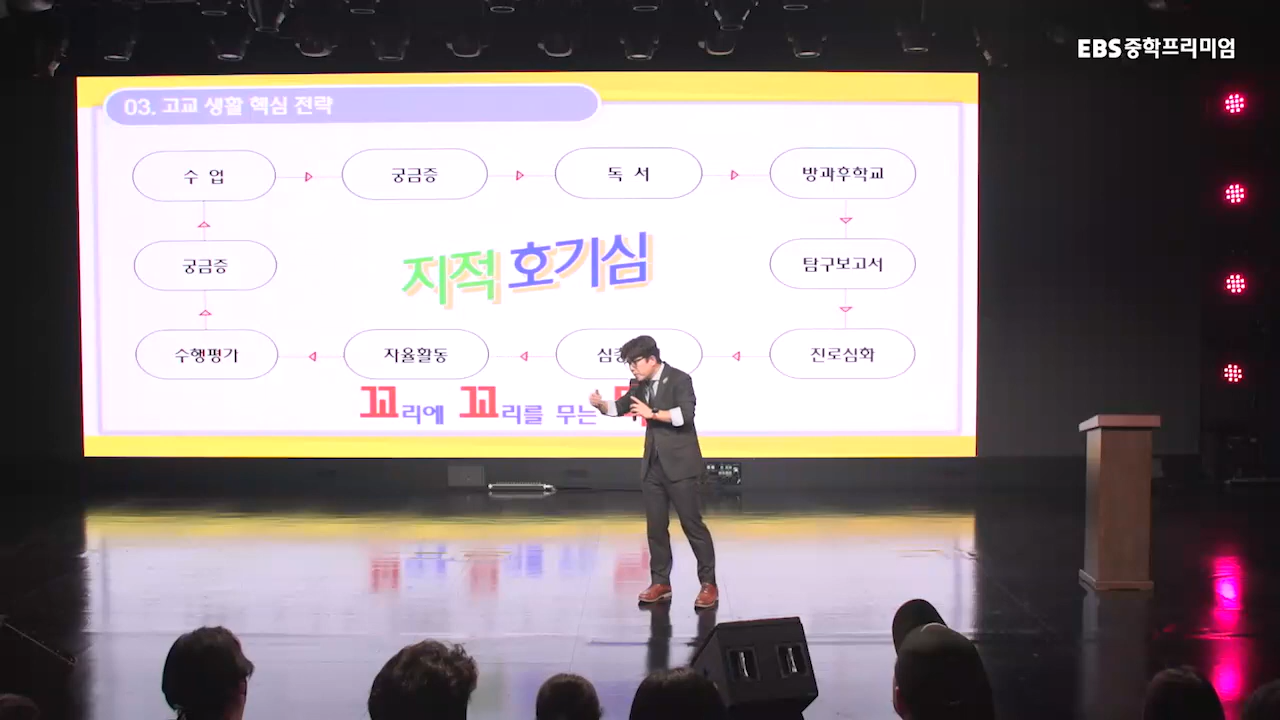 EBS 중학프리미엄
03. 고교 생활 핵심 전략
수 업
궁금증
독 서
방과후학교
궁금증
지적 호기심
탐구보고서
수행평가
자율활동
진로심화
꼬리에 꼬리를 무는